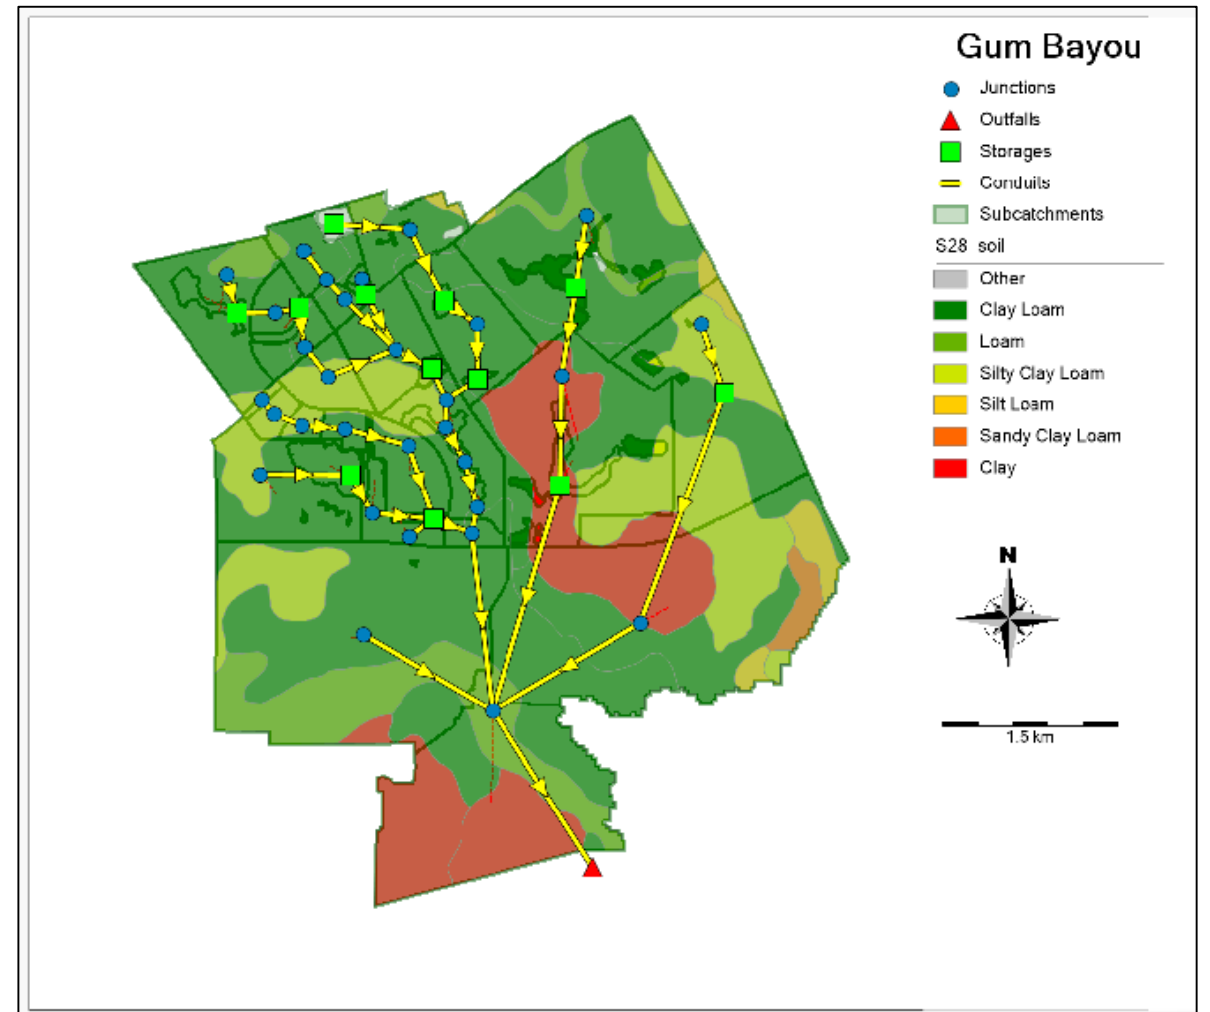 Gum Bayou
Junctions
Outfalls
Storages
Conduits
Subcatchments
S28 soil
Other
Clay Loam
Loam
Silty Clay Loam
Silt Loam
Sandy Clay Loam
Clay
N
1.5 km